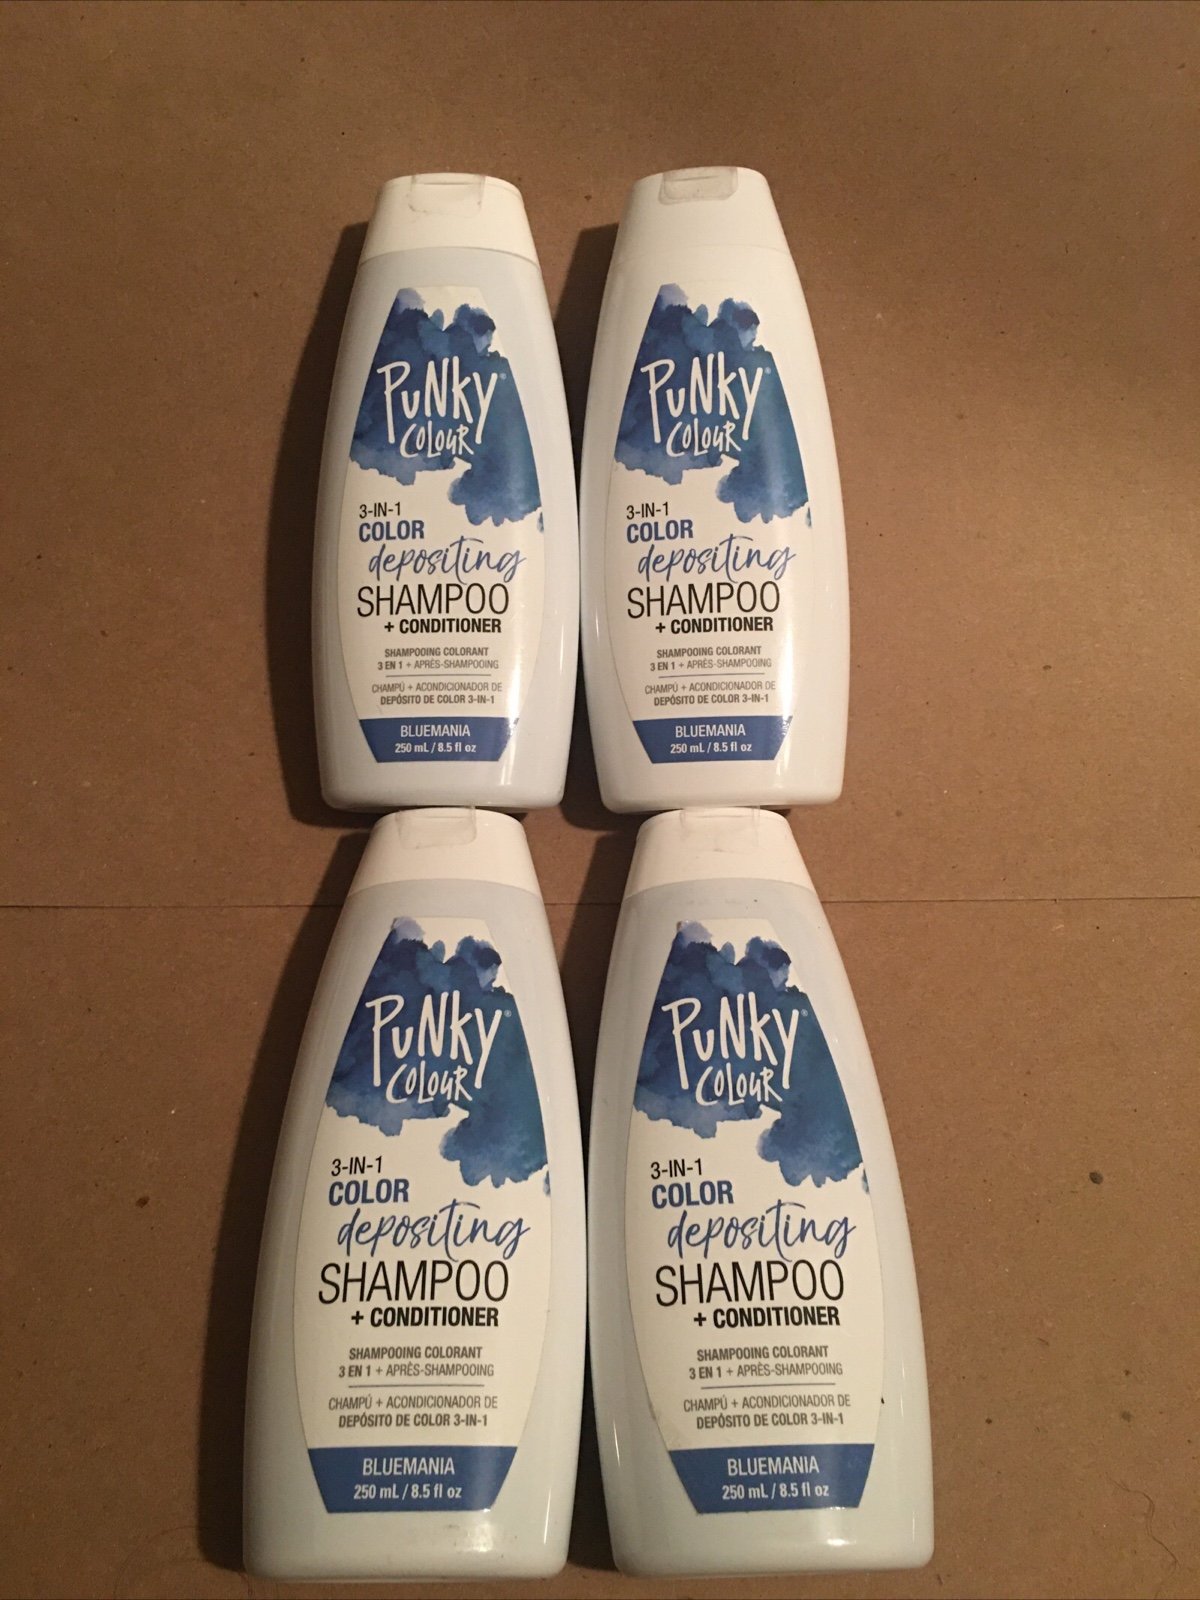 PUNKY®
COLOUR
3-IN-1
COLOR
depositing
SHAMPOO
+ CONDITIONER
SHAMPOOING COLORANT
3 EN 1 + APRÈS-SHAMPOOING
CHAMPÚ + ACONDICIONADOR DE
DEPÓSITO DE COLOR 3-IN-1
BLUEMANIA
250 mL / 8.5 fl oz
PUNKY®
COLOUR
3-IN-1
COLOR
depositing
SHAMPOO
+ CONDITIONER
SHAMPOOING COLORANT
3 EN 1 + APRÈS-SHAMPOOING
CHAMPÚ + ACONDICIONADOR DE
DEPÓSITO DE COLOR 3-IN-1
BLUEMANIA
250 mL / 8.5 fl oz
PUNKY®
COLOUR
3-IN-1
COLOR
depositing
SHAMPOO
+ CONDITIONER
SHAMPOOING COLORANT
3 EN 1 + APRÈS-SHAMPOOING
CHAMPÚ + ACONDICIONADOR DE
DEPÓSITO DE COLOR 3-IN-1
BLUEMANIA
250 mL / 8.5 fl oz
PUNKY®
COLOUR
3-IN-1
COLOR
depositing
SHAMPOO
+ CONDITIONER
SHAMPOOING COLORANT
3 EN 1 + APRÈS-SHAMPOOING
CHAMPÚ + ACONDICIONADOR DE
DEPÓSITO DE COLOR 3-IN-1
BLUEMANIA
250 mL / 8.5 fl oz